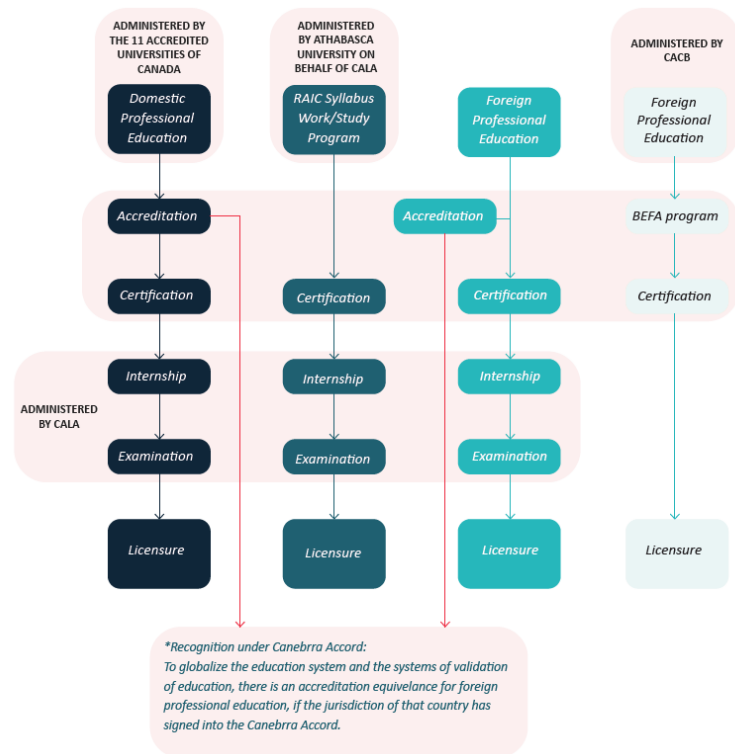 ADMINISTERED BY
THE 11 ACCREDITED
UNIVERSITIES OF
CANADA
ADMINISTERED
BY ATHABASCA
UNIVERSITY ON
BEHALF OF CALA
ADMINISTERED BY
CACB
Domestic
Professional
Education
RAIC Syllabus
Work/Study
Program
Foreign
Professional
Education
Foreign
Professional
Education
Accreditation
Accreditation
BEFA program
Certification
Certification
Certification
Certification
Internship
Internship
Internship
ADMINISTERED
BY CALA
Examination
Examination
Examination
Licensure
Licensure
Licensure
Licensure
*Recognition under Canebrra Accord:
To globalize the education system and the systems of validation
of education, there is an accreditation equivelance for foreign
professional education, if the jurisdiction of that country has
signed into the Canebrra Accord.